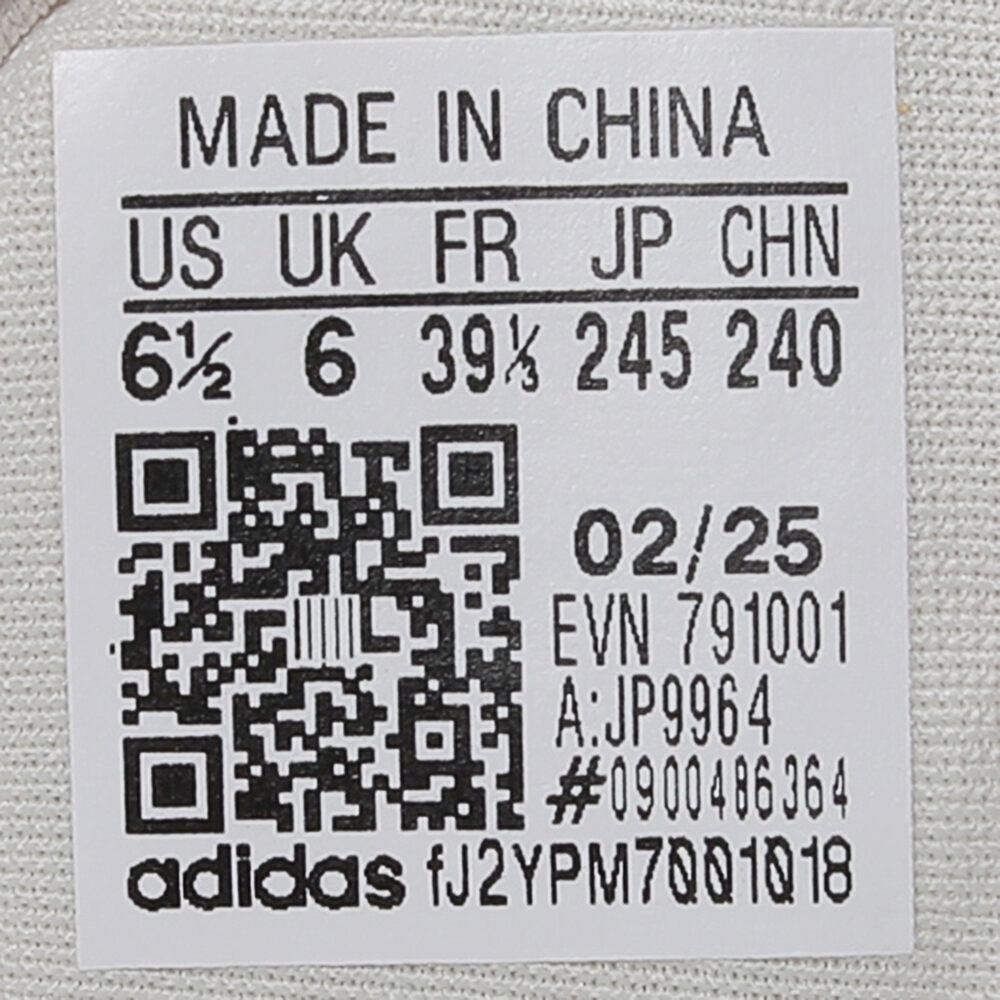 MADE IN CHINA
US UK FR JP CHN
6½ 6 39⅓ 245 240
02/25
EVN 791001
A:JP9964
#0900486364
adidas fJ2YPM7001018